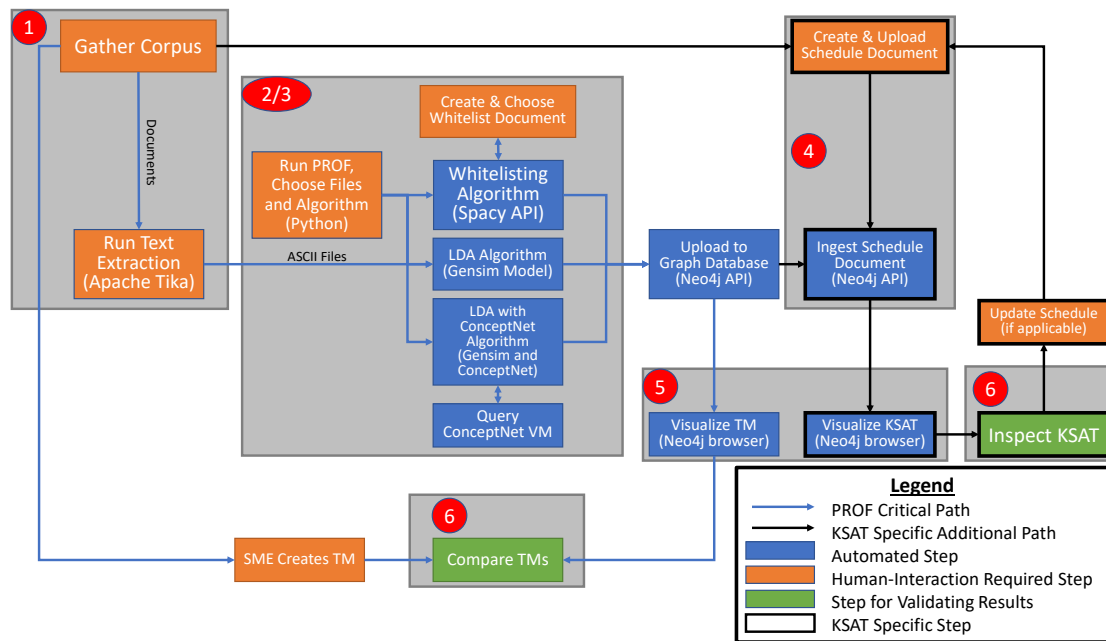 1
Gather Corpus
Documents
Run Text
Extraction
(Apache Tika)
2/3
Create & Choose
Whitelist Document
Run PROF,
Choose Files
and Algorithm
(Python)
Whitelisting
Algorithm
(Spacy API)
ASCII Files
LDA Algorithm
(Gensim Model)
LDA with
ConceptNet
Algorithm
(Gensim and
ConceptNet)
Query
ConceptNet VM
Upload to
Graph Database
(Neo4j API)
Create & Upload
Schedule Document
4
Ingest Schedule
Document
(Neo4j API)
Update Schedule
(if applicable)
5
Visualize TM
(Neo4j browser)
Visualize KSAT
(Neo4j browser)
6
Inspect KSAT
SME Creates TM
6
Compare TMs
Legend
PROF Critical Path
KSAT Specific Additional Path
Automated Step
Human-Interaction Required Step
Step for Validating Results
KSAT Specific Step